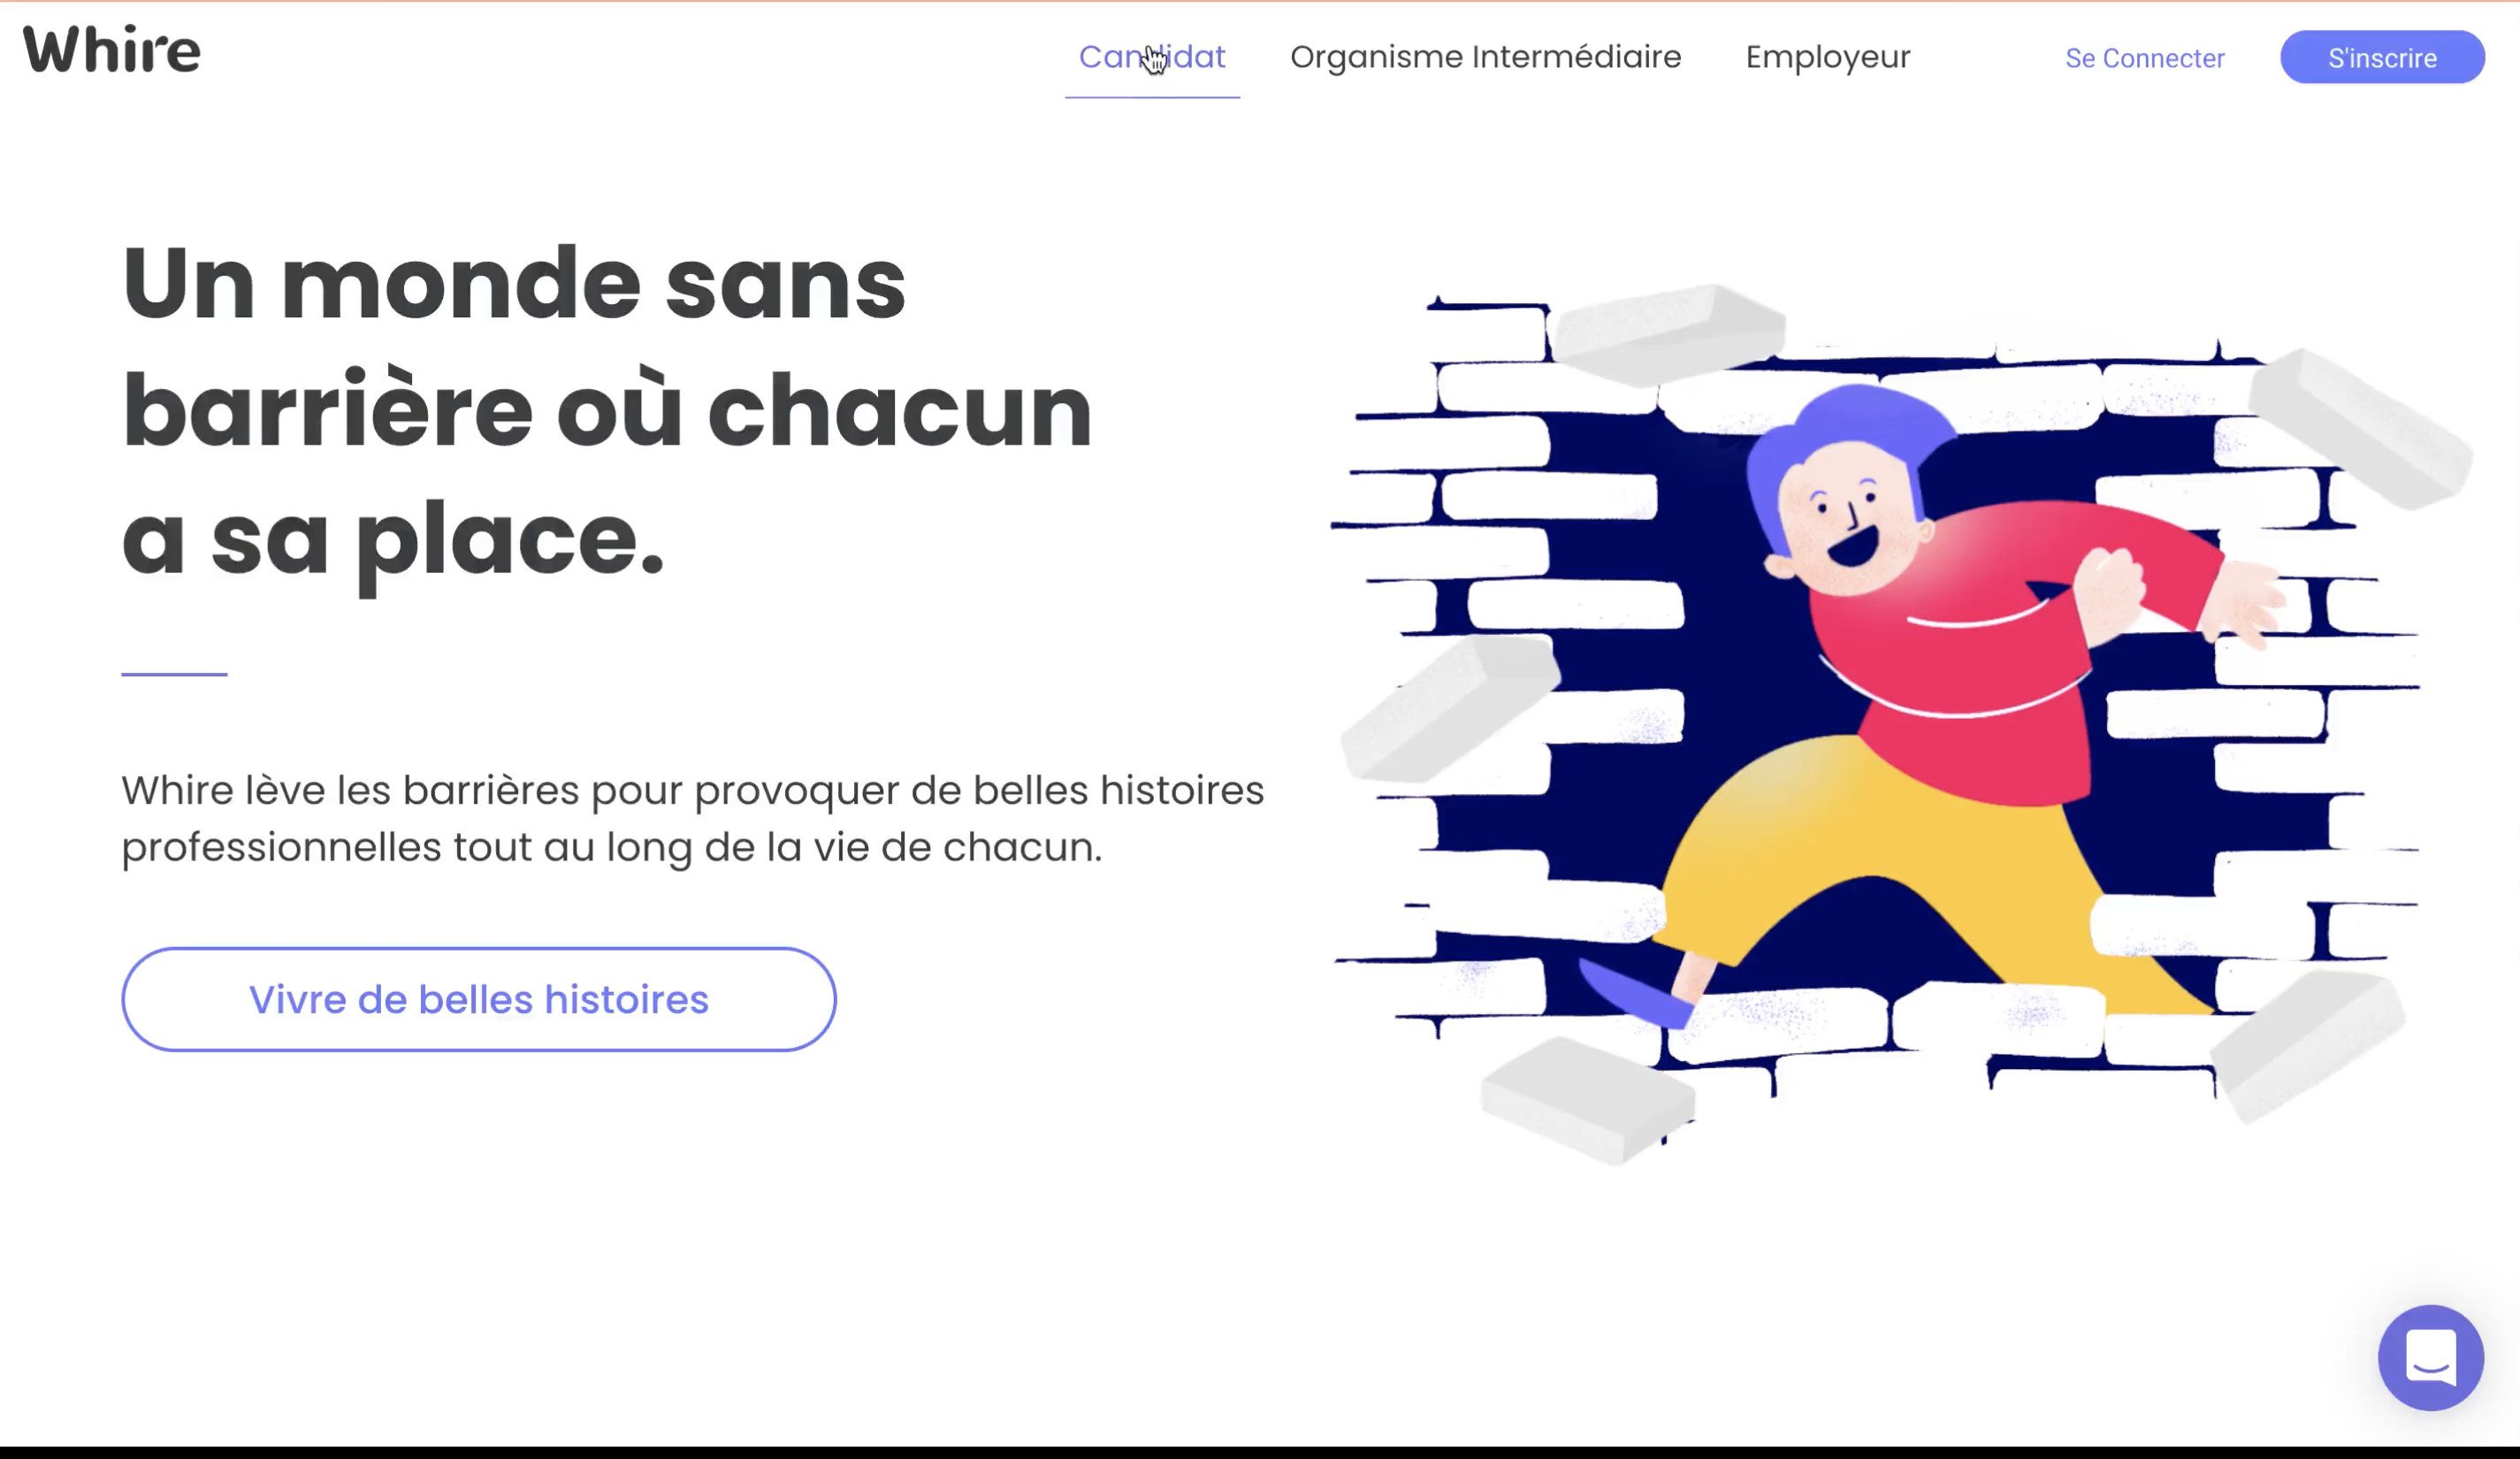 Whire
Candidat
Organisme Intermédiaire
Employeur
Se Connecter
S'inscrire
Un monde sans
barrière où chacun
a sa place.
Whire lève les barrières pour provoquer de belles histoires
professionnelles tout au long de la vie de chacun.
Vivre de belles histoires